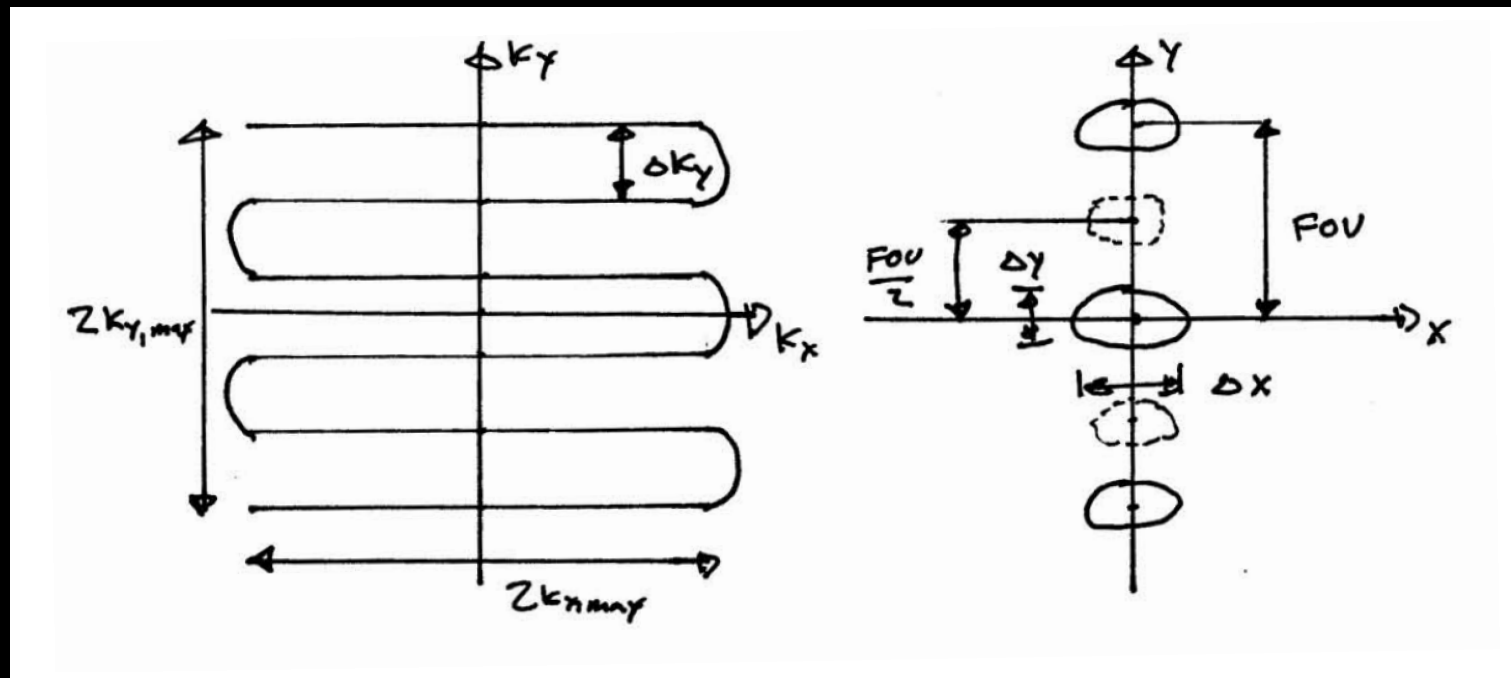 Ky
ΔKy
2Ky,max
Kx
2Kx,max
Y
FOV
FOV
2
ΔY
X
ΔX